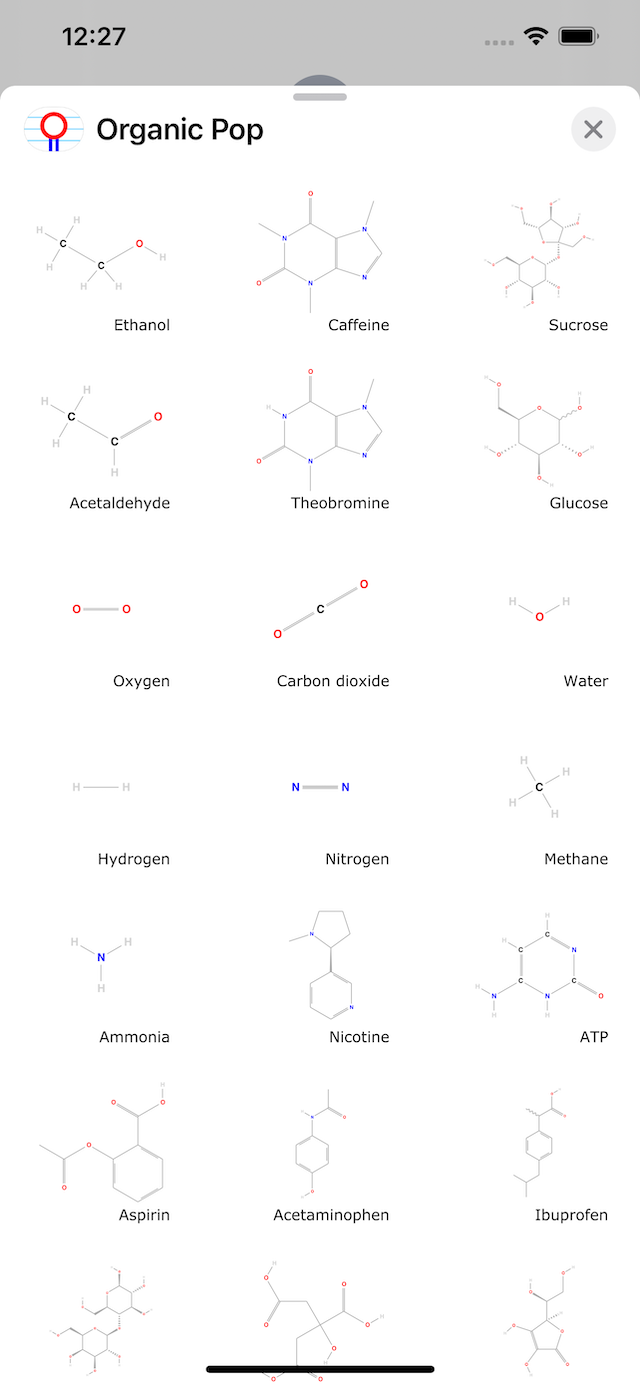 12:27
Organic Pop
Ethanol
Caffeine
Sucrose
Acetaldehyde
Theobromine
Glucose
Oxygen
Carbon dioxide
Water
Hydrogen
Nitrogen
Methane
Ammonia
Nicotine
ATP
Aspirin
Acetaminophen
Ibuprofen